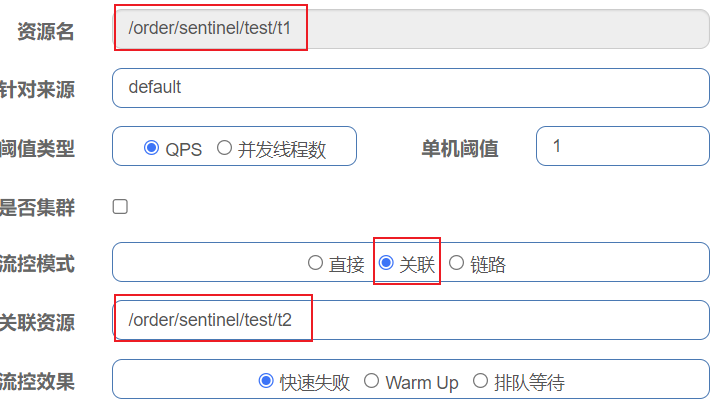 资源名 /order/sentinel/test/t1
针对来源 default
阈值类型 QPS 并发线程数 单机阈值 1
是否集群
流控模式 直接 关联 链路
关联资源 /order/sentinel/test/t2
流控效果 快速失败 Warm Up 排队等待